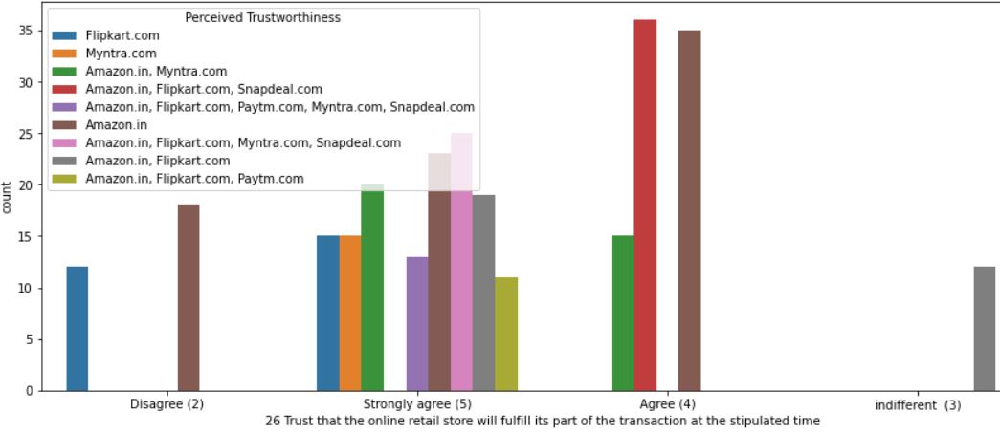 Perceived Trustworthiness
Flipkart.com
Myntra.com
Amazon.in, Myntra.com
Amazon.in, Flipkart.com, Snapdeal.com
Amazon.in, Flipkart.com, Paytm.com, Myntra.com, Snapdeal.com
Amazon.in
Amazon.in, Flipkart.com, Myntra.com, Snapdeal.com
Amazon.in, Flipkart.com
Amazon.in, Flipkart.com, Paytm.com
count
35
30
25
20
15
10
5
0
Disagree (2) Strongly agree (5) Agree (4) indifferent (3)
26 Trust that the online retail store will fulfill its part of the transaction at the stipulated time